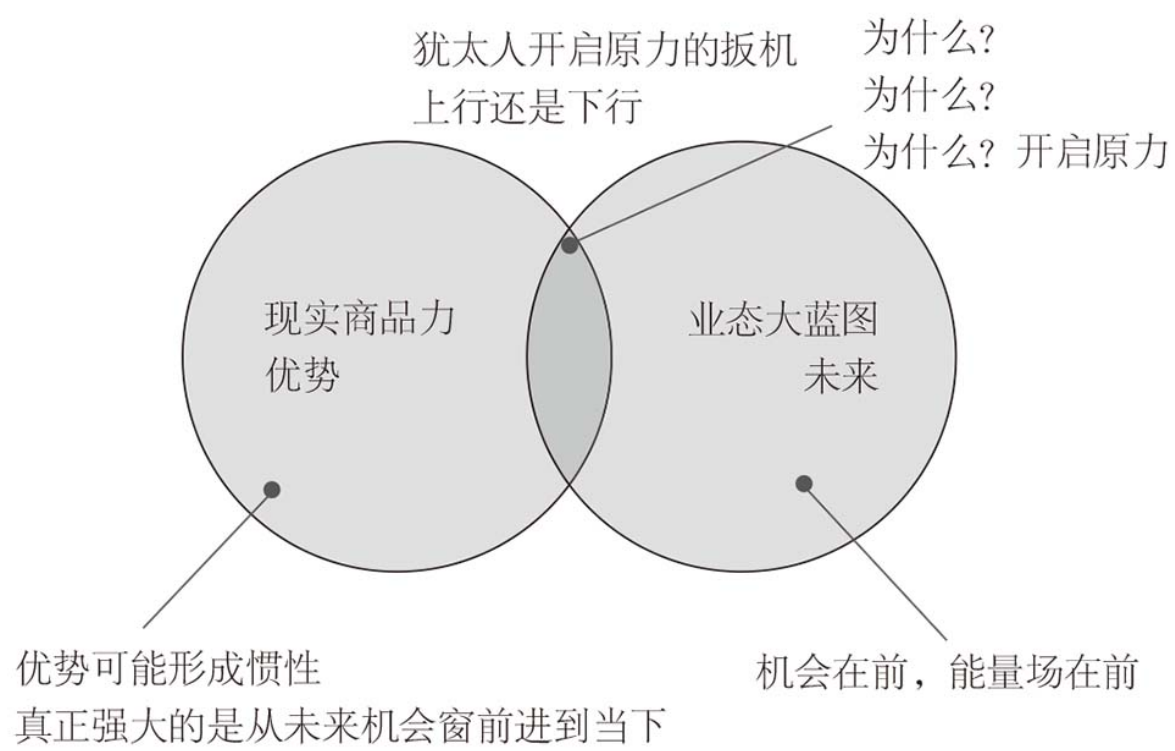 犹太人开启原力的扳机
上行还是下行
为什么?
为什么?
为什么? 开启原力
现实商品力
优势
业态大蓝图
未来
优势可能形成惯性
真正强大的是从未来机会窗前进到当下
机会在前，能量场在前